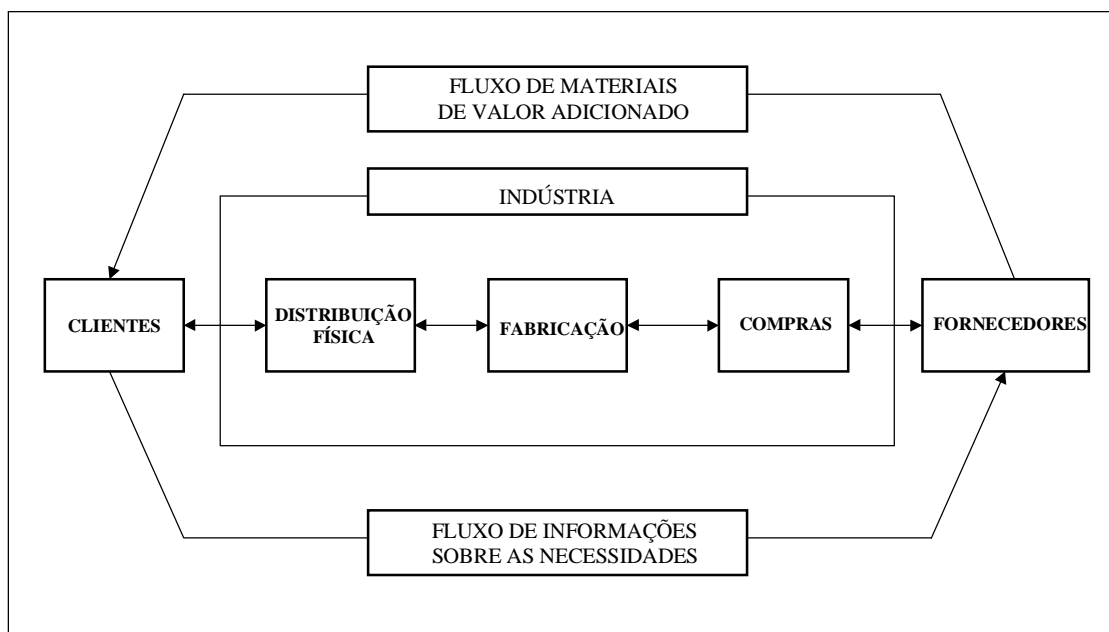 FLUXO DE MATERIAIS
DE VALOR ADICIONADO
INDÚSTRIA
CLIENTES
DISTRIBUIÇÃO
FÍSICA
FABRICAÇÃO
COMPRAS
FORNECEDORES
FLUXO DE INFORMAÇÕES
SOBRE AS NECESSIDADES